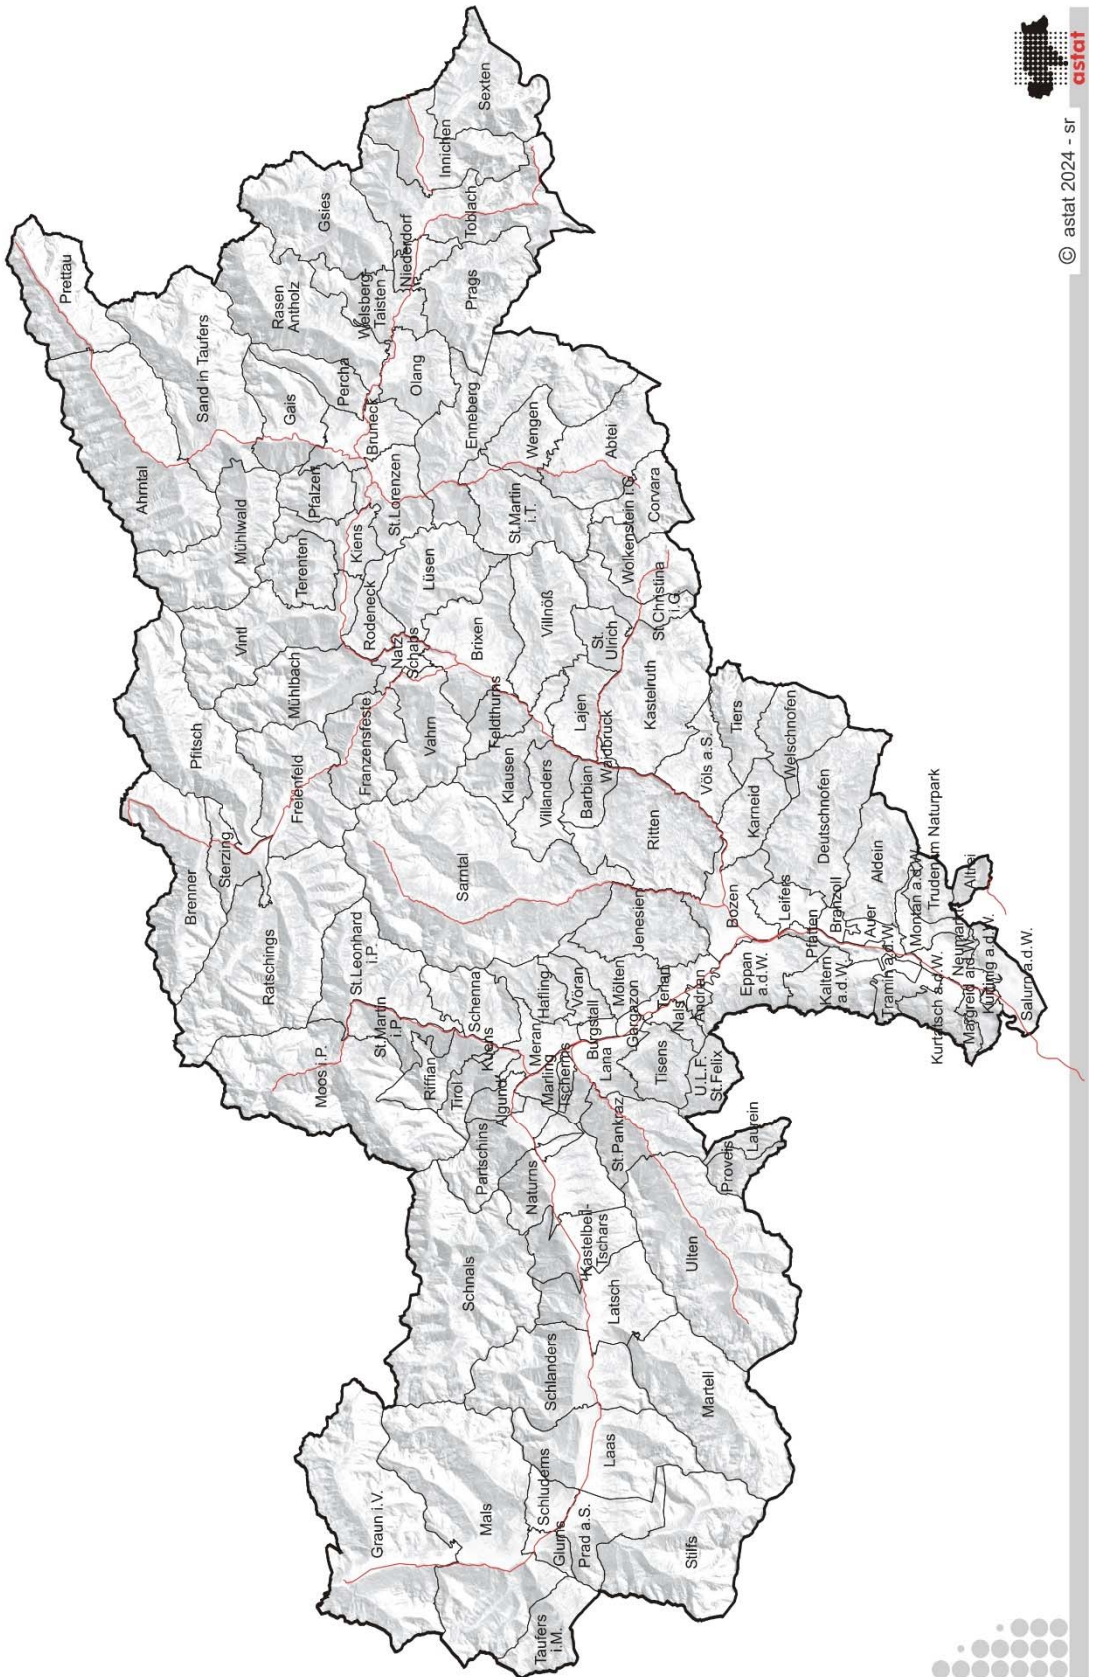 Prettau
Ahrntal
Sand in Taufers
Gsies
Rasen
Antholz
Sexten
Innichen
Toblach
Niederdorf
Welsberg-
Taisten
Prags
Gais
Percha
Olang
Mühlwald
Pfalzen
Bruneck
Enneberg
Terenten
Kiens
St.Lorenzen
Wengen
Abtei
Vintl
Rodeneck
Lüsen
St.Martin
i.T.
Corvara
Pfitsch
Mühlbach
Natz-
Schabs
Brixen
Villnöß
Wolkenstein i.G.
St.Christina
i.G.
St.
Ulrich
Freienfeld
Franzensfeste
Vahrn
Feldthurns
Lajen
Kastelruth
Klausen
Villanders
Barbian
Waidbruck
Brenner
Sterzing
Ratschings
Sarntal
Ritten
Völs a.S.
Tiers
Welschnofen
Karneid
Deutschnofen
St.Leonhard
i.P.
Moos i.P.
St.Martin
i.P.
Jenesien
Bozen
Leifers
Pfatten
Branzoll
Aldein
Auer
Montan a.d.W.
Truden im Naturpark
Altrei
Schenna
Hafling
Vöran
Mölten
Terlan
Riffian
Kuens
Tirol
Meran
Burgstall
Gargazon
Nals
Andrian
Eppan
a.d.W.
Kaltern
a.d.W.
Tramin a.d.W.
Kurtatsch s.d.W.
Neumarkt
Margreid a.d.W.
Kurtinig a.d.W.
Salurn a.d.W.
Algund
Marling
Tscherms
Lana
Tisens
U.L.F.
St.Felix
Partschins
Naturns
St.Pankraz
Proveis
Laurein
Schnals
Kastelbell-
Tschars
Ulten
Latsch
Schlanders
Martell
Laas
Graun i.V.
Mals
Schluderns
Glurns
Prad a.S.
Stilfs
Taufers
i.M.
© astat 2024 - sr
astat